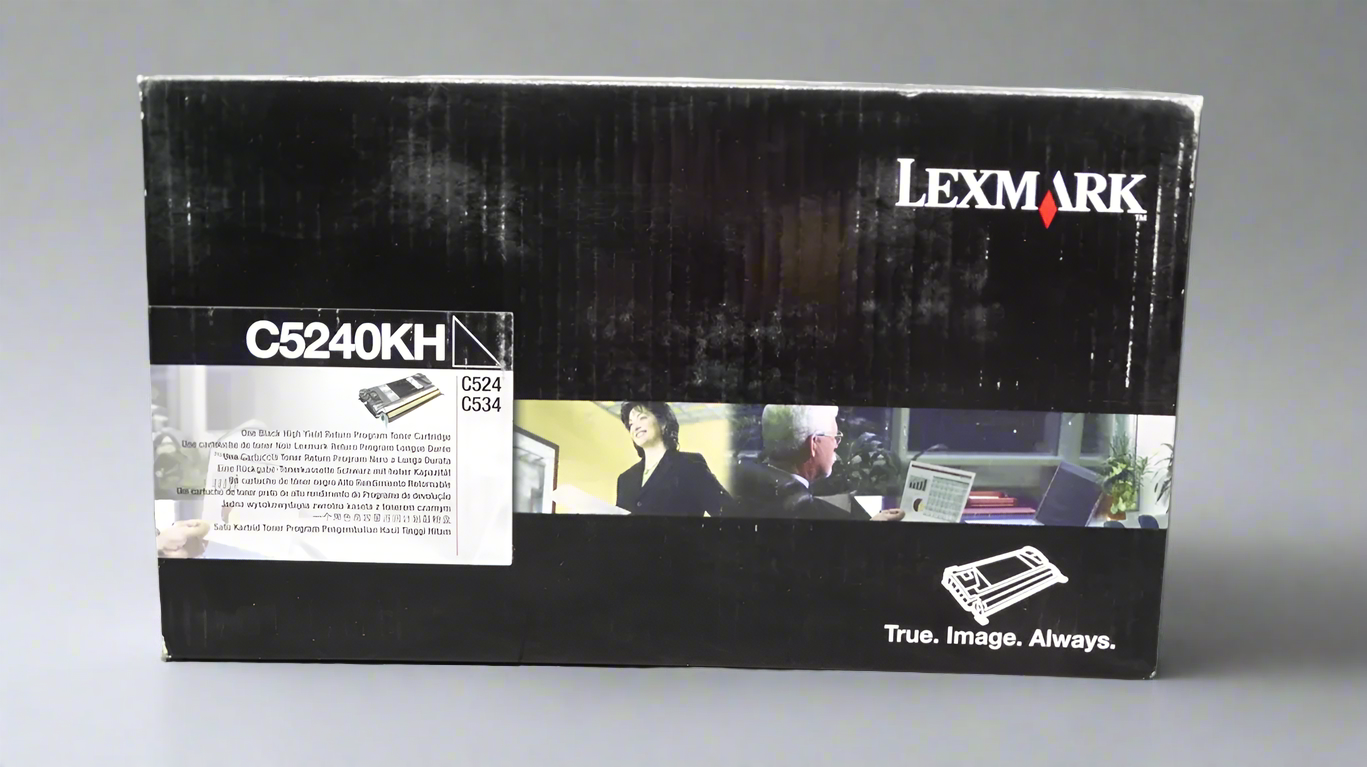 LEXMARK
TM
C5240KH
C524
C534
One Black High Yield Return Program Toner Cartridge
Une cartouche de toner Noir Lexmark Return Program Longue Durée
Una Cartuccia Toner Return Program Nero a Lunga Durata
Eine Rückgabe-Tonerkassette Schwarz mit hoher Kapazität
Un cartucho de tóner negro Alto Rendimiento Retornable
Um cartucho de toner preto de alto rendimento do Programa de devolução
Jedna wysokowydajna zwrotna kaseta z tonerem czarnym
Satu Kartrid Toner Program Pengembalian Hasil Tinggi Hitam
True. Image. Always.